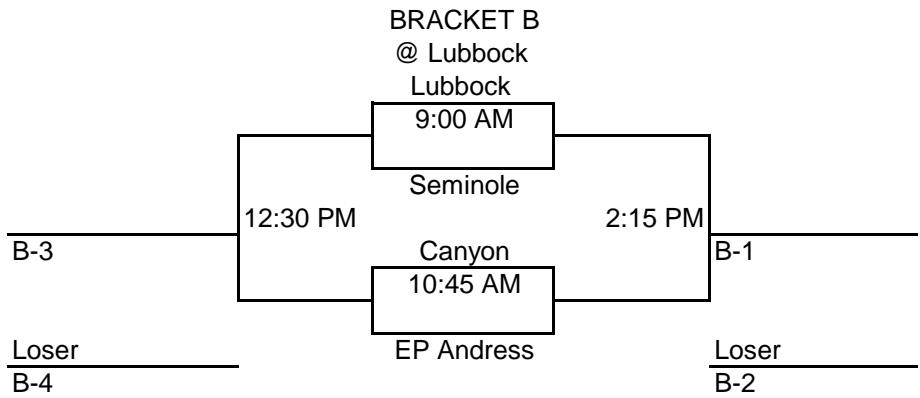 BRACKET B
@ Lubbock
Lubbock
9:00 AM
Seminole
12:30 PM
2:15 PM
B-3
Canyon
B-1
10:45 AM
Loser
EP Andress
Loser
B-4
B-2